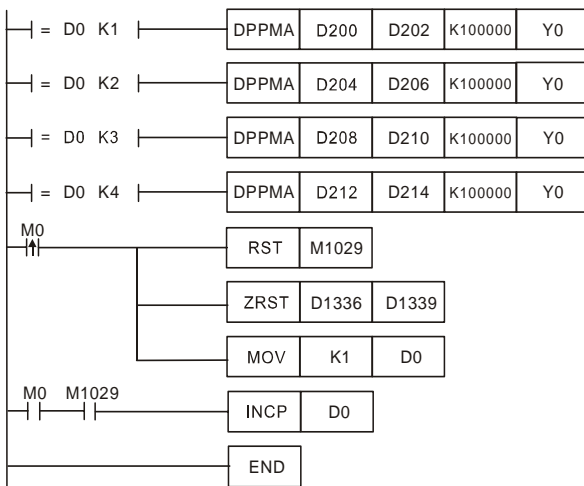 = D0 K1 DPPMA D200 D202 K100000 Y0
= D0 K2 DPPMA D204 D206 K100000 Y0
= D0 K3 DPPMA D208 D210 K100000 Y0
= D0 K4 DPPMA D212 D214 K100000 Y0
M0
RST M1029
ZRST D1336 D1339
MOV K1 D0
M0 M1029
INCP D0
END